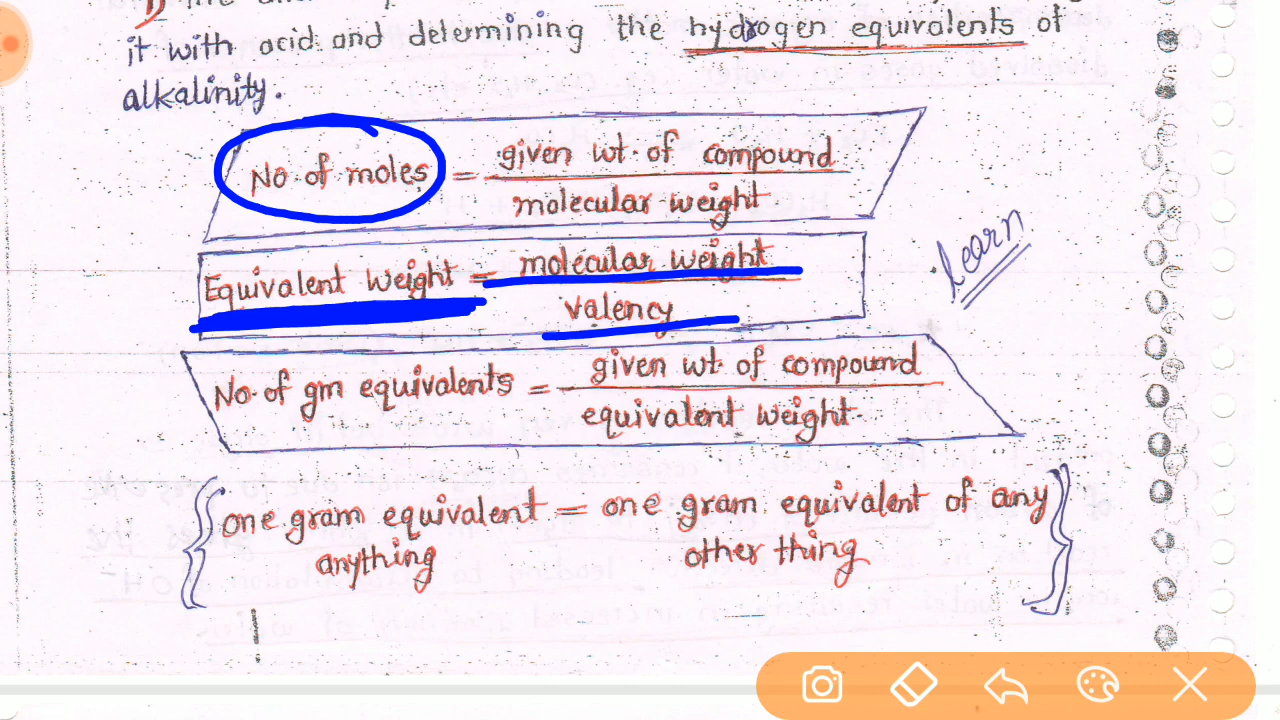 it with acid and determining the hydrogen equivalents of
alkalinity.
No. of moles = given wt. of compound
molecular weight
Equivalent Weight = molecular weight
valency
Learn
No. of gm equivalents = given wt. of compound
equivalent weight.
{ one gram equivalent = one gram equivalent of any }
anything other thing